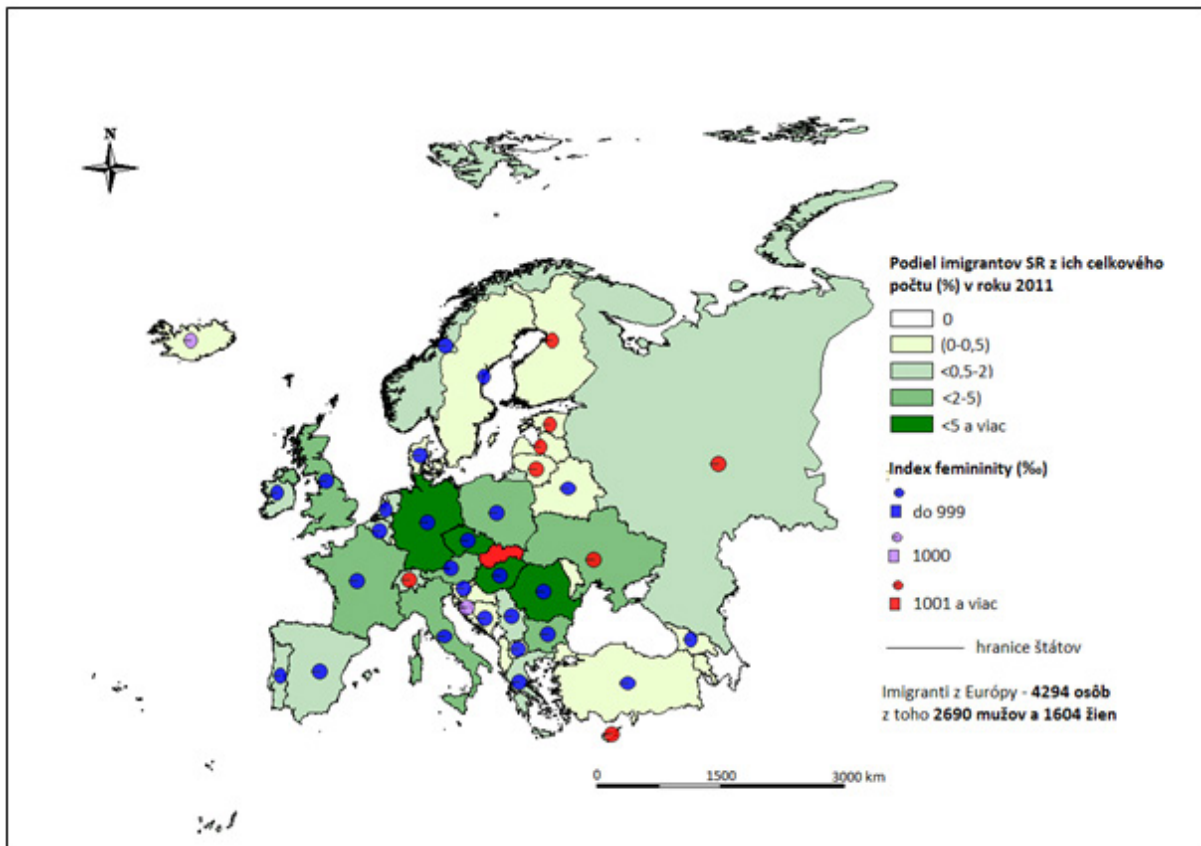 N
Podiel imigrantov SR z ich celkového
počtu (%) v roku 2011
0
(0-0,5)
<0,5-2)
<2-5)
<5 a viac
Index femininity (‰)
do 999
1000
1001 a viac
hranice štátov
Imigranti z Európy - 4294 osôb
z toho 2690 mužov a 1604 žien
0 1500 3000 km